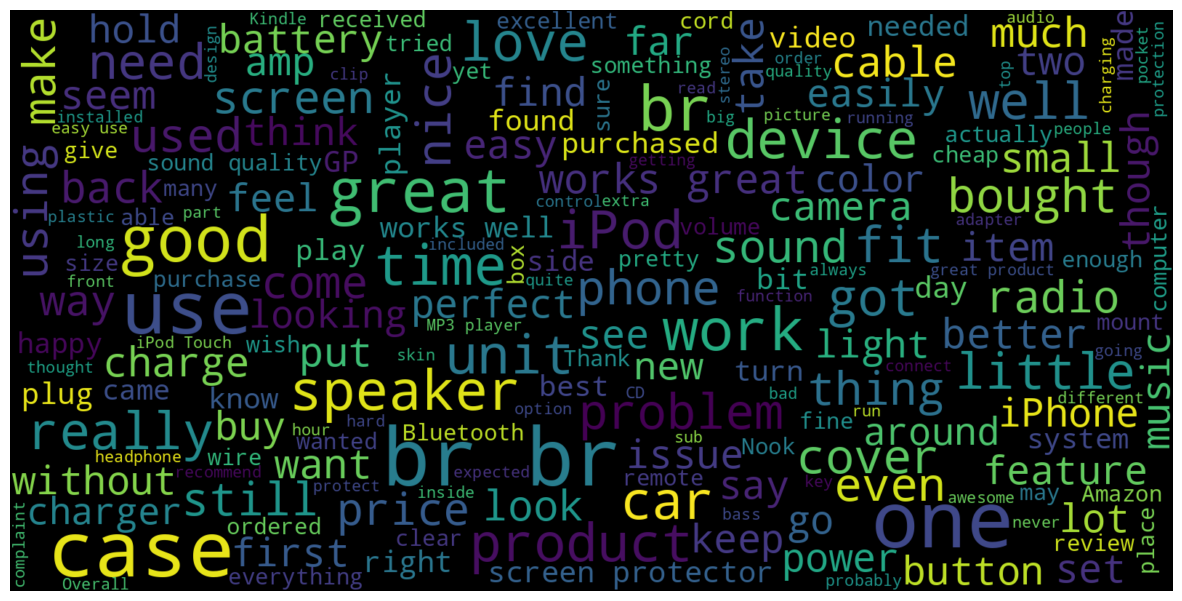 make
hold
need
seem
Kindle
received
battery
design
amp
clip
tried
yet
love
excellent
something
far
cord
take
video
needed
much
two
made
audio
pocket
top
charging
protection
installed
easy use
give
using
used
think
screen
player
nice
find
found
sure
read
stereo
big
order
quality
picture
running
cable
easily
well
br
purchased
device
actually
people
cheap
small
though
sound quality
GP
back
many
feel
great
easy
works
great
getting
color
camera
bought
plastic
able
part
good
long
size
front
purchase
play
works well
included
time
iPod
control
extra
volume
sound
fit
item
adapter
enough
computer
come
way
use
looking
perfect
box
side
quite
phone
pretty
bit
always
function
got
day
great product
radio
mount
happy
iPod Touch
wish
MP3 player
put
unit
Thank
see
work
light
better
going
thought
charge
skin
speaker
new
turn
connect
little
music
plug
came
know
best
option
CD
problem
bad
thing
iPhone
different
really
hard
hour
buy
wanted
Bluetooth
br br
sub
Nook
fine
run
around
system
headphone
wire
recommend
want
expected
issue
remote
key
cover
feature
without
still
protect
inside
car
say
even
awesome
may
Amazon
charger
ordered
price
look
bass
go
one
never
lot
place
complaint
case
first
clear
right
product
keep
power
review
Overall
everything
screen protector
probably
button
set